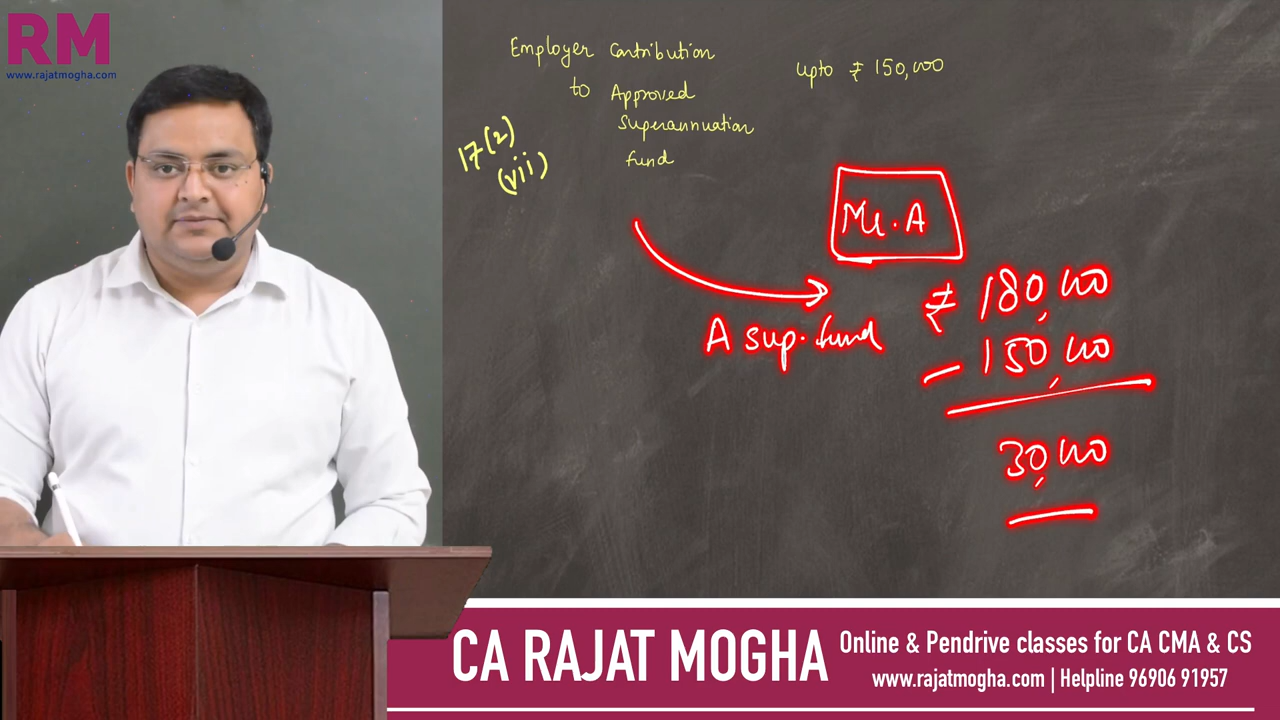 RM
www.rajatmogha.com
Employer Contribution
to Approved
Superannuation
fund
upto ₹ 150,000
17(2)
(vii)
Mr. A
A sup. fund
₹ 180,000
- 150,000
30,000
CA RAJAT MOGHA
Online & Pendrive classes for CA CMA & CS
www.rajatmogha.com | Helpline 96906 91957